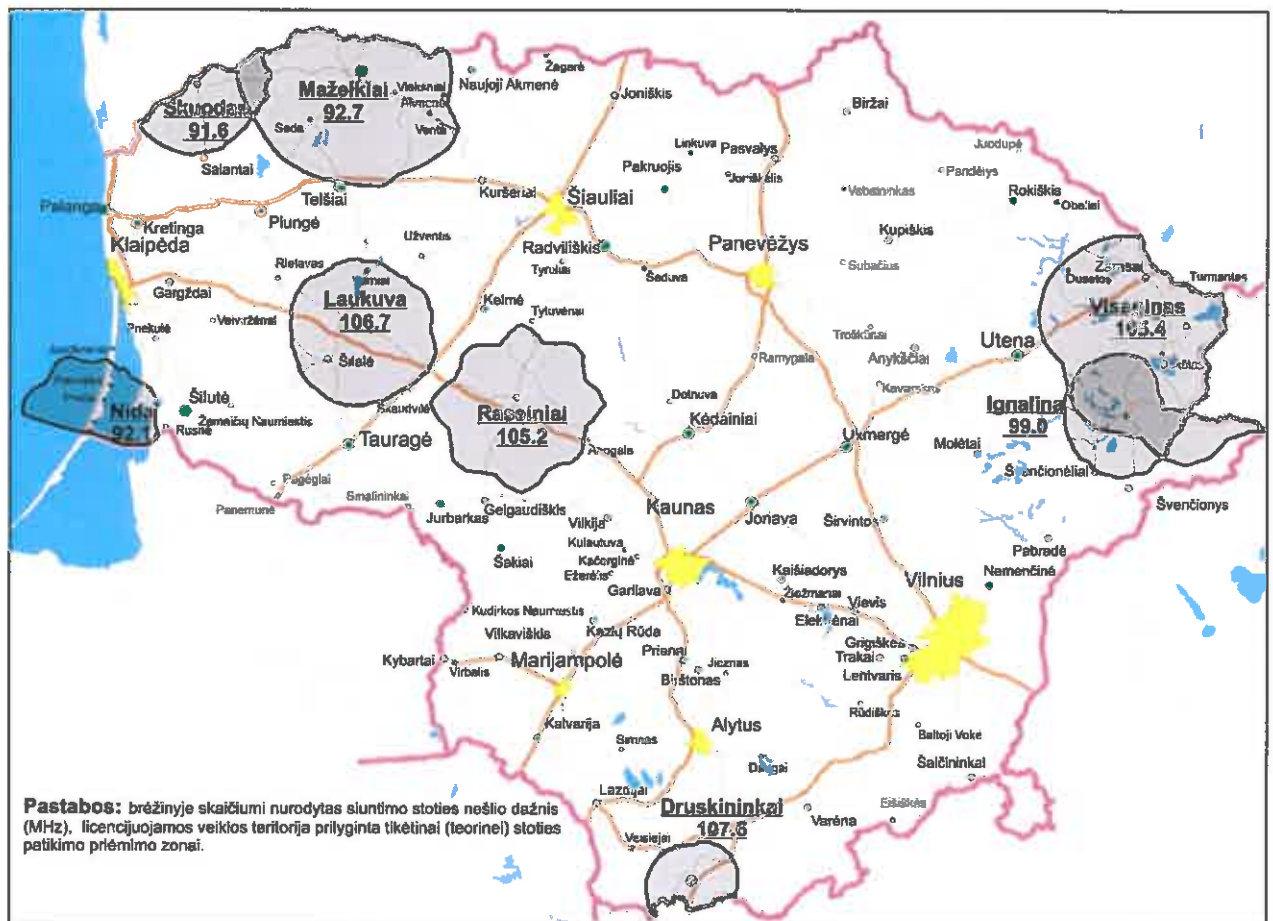 Žagarė
Naujoji Akmenė
Mažeikiai
92.7
Viekšniai
Akmenė
Venta
Seda
Skuodas
91.6
Salantai
Joniškis
Biržai
Linkuva
Pasvalys
Pakruojis
Joniškėlis
Juodupė
Pandėlys
Vabalninkas
Rokiškis
Obeliai
Telšiai
Kuršėnai
Šiauliai
Palanga
Kretinga
Plungė
Klaipėda
Užventis
Radviliškis
Panevėžys
Kupiškis
Subačius
Rietavas
Tyruliai
Šeduva
Dusetos
Zarasai
Turmantas
Gargždai
Laukuva
106.7
Kelmė
Tytuvėnai
Visaginas
103.4
Priekulė
Veiviržėnai
Troškūnai
Utena
Anykščiai
Ramygala
Šilalė
Kavarskas
Ignalina
99.0
Nida
92.1
Šilutė
Rusnė
Žemaičių Naumiestis
Skaudvilė
Raseiniai
105.2
Dotnuva
Kėdainiai
Ukmergė
Molėtai
Tauragė
Ariogala
Švenčionėliai
Švenčionys
Pagėgiai
Panemunė
Smalininkai
Jurbarkas
Gelgaudiškis
Vilkija
Kaunas
Jonava
Širvintos
Kulautuva
Kačerginė
Ežerėlis
Šakiai
Pabradė
Garliava
Kaišiadorys
Vilnius
Nemenčinė
Žiežmariai
Vievis
Elektrėnai
Kudirkos Naumiestis
Kazlų Rūda
Vilkaviškis
Grigiškės
Trakai
Lentvaris
Kybartai
Virbalis
Marijampolė
Prienai
Birštonas
Jieznas
Rūdiškės
Kalvarija
Simnas
Alytus
Baltoji Vokė
Daugai
Šalčininkai
Lazdijai
Druskininkai
Eišiškės
Varėna
Veisiejai
Pastabos: brėžinyje skaičiumi nurodytas siuntimo stoties nešlio dažnis
(MHz), licencijuojamos veiklos teritorija prilyginta tikėtinai (teorinei) stoties
patikimo priėmimo zonai.